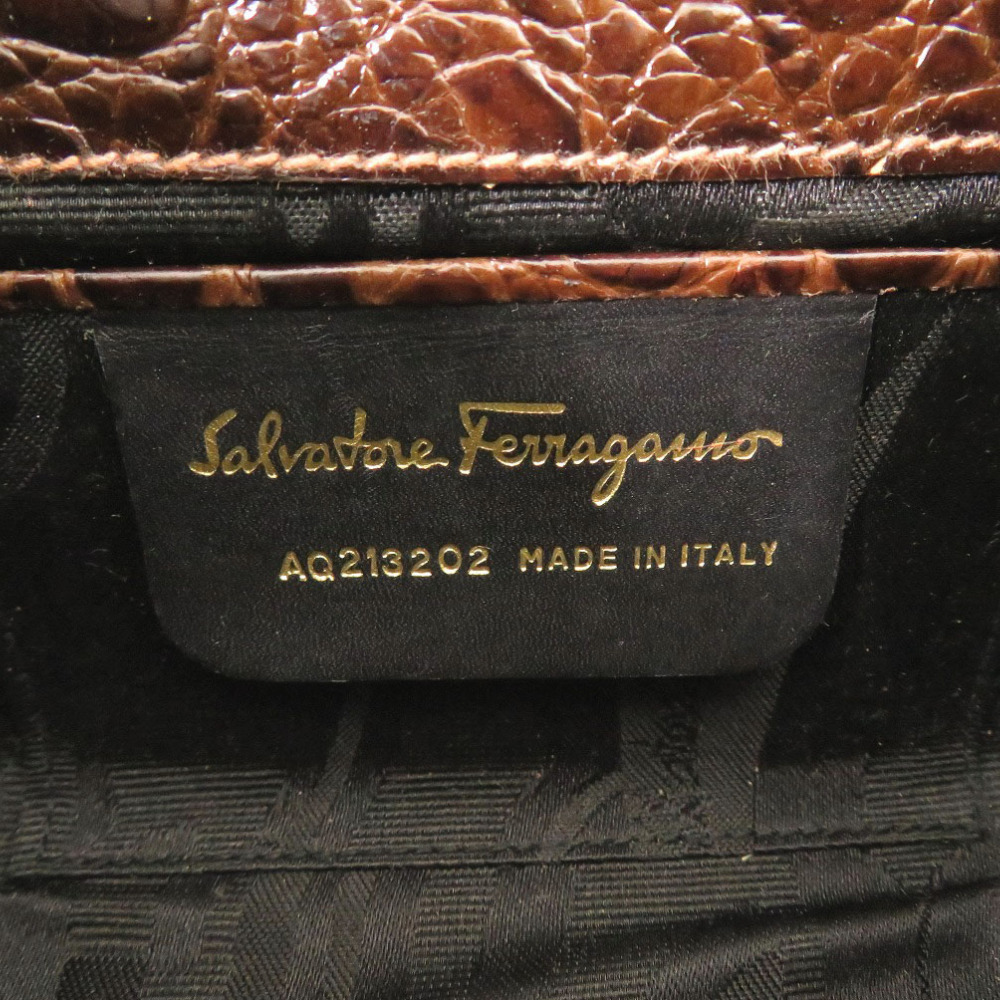 Salvatore Ferragamo
AQ213202 MADE IN ITALY